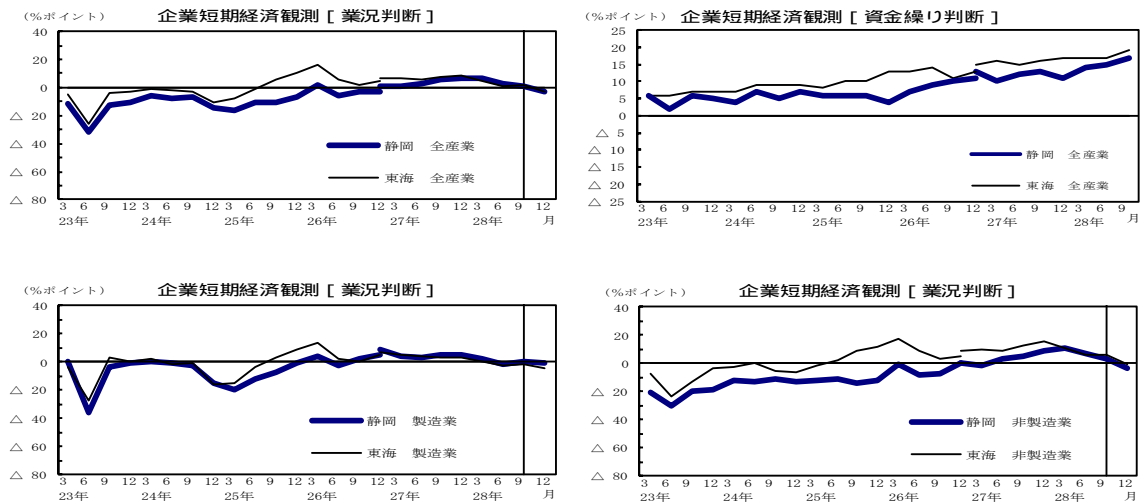 (%ポイント) 企業短期経済観測 [ 業況判断 ]
40
20
0
△ 20
△ 40
△ 60
△ 80
静岡 全産業
東海 全産業
3 6 9 12 3 6 9 12 3 6 9 12 3 6 9 12 3 6 9 12 3 6 9 12
23年 24年 25年 26年 27年 28年 月
(%ポイント) 企業短期経済観測 [ 資金繰り判断 ]
25
20
15
10
5
0
△ 5
△ 10
△ 15
△ 20
△ 25
静岡 全産業
東海 全産業
3 6 9 12 3 6 9 12 3 6 9 12 3 6 9 12 3 6 9 12 3 6 9
23年 24年 25年 26年 27年 28年 月
(%ポイント) 企業短期経済観測 [ 業況判断 ]
40
20
0
△ 20
△ 40
△ 60
△ 80
静岡 製造業
東海 製造業
3 6 9 12 3 6 9 12 3 6 9 12 3 6 9 12 3 6 9 12 3 6 9 12
23年 24年 25年 26年 27年 28年 月
(%ポイント) 企業短期経済観測 [ 業況判断 ]
40
20
0
△ 20
△ 40
△ 60
△ 80
静岡 非製造業
東海 非製造業
3 6 9 12 3 6 9 12 3 6 9 12 3 6 9 12 3 6 9 12 3 6 9 12
23年 24年 25年 26年 27年 28年 月